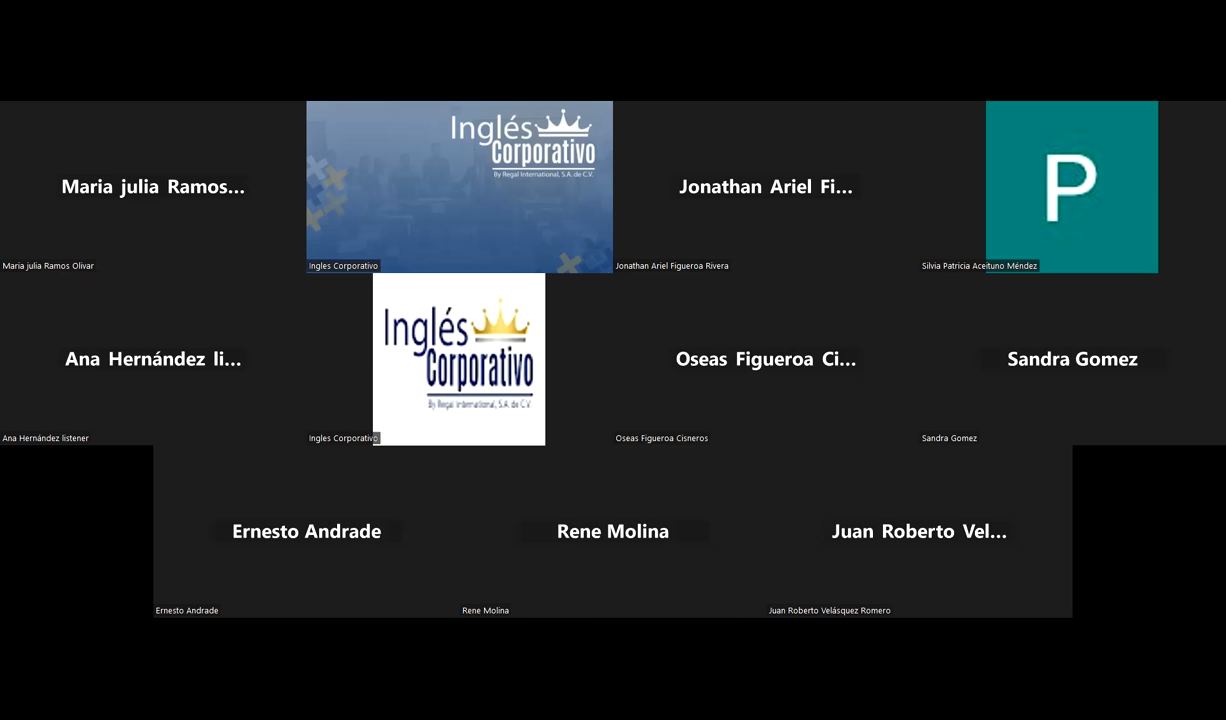 Maria julia Ramos...
Maria julia Ramos Olivar
Inglés
Corporativo
By Regal International, S.A. de C.V.
Ingles Corporativo
Jonathan Ariel Fi...
Jonathan Ariel Figueroa Rivera
P
Silvia Patricia Aceituno Méndez
Ana Hernández li...
Ana Hernández listener
Inglés
Corporativo
By Regal International, S.A. de C.V.
Ingles Corporativo
Oseas Figueroa Ci...
Oseas Figueroa Cisneros
Sandra Gomez
Sandra Gomez
Ernesto Andrade
Ernesto Andrade
Rene Molina
Rene Molina
Juan Roberto Vel...
Juan Roberto Velásquez Romero